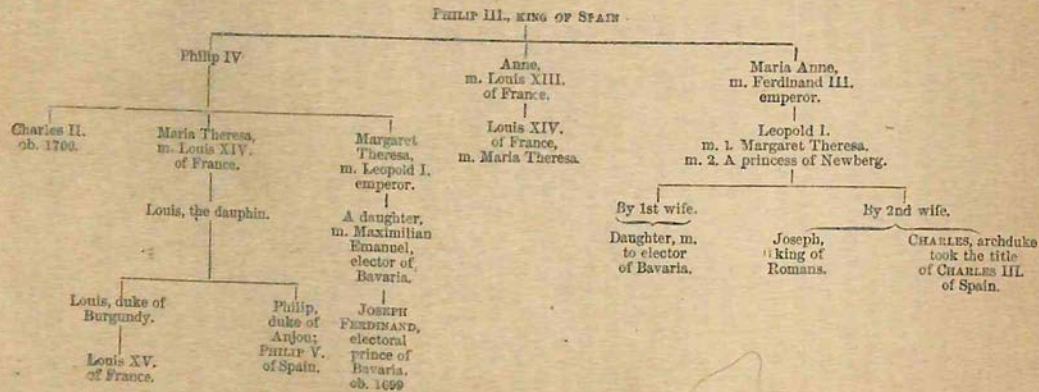 PHILIP III., KING OF SPAIN
Philip IV
Anne,
m. Louis XIII.
of France.
Maria Anne,
m. Ferdinand III.
emperor.
Charles II.
ob. 1700.
Maria Theresa,
m. Louis XIV.
of France.
Margaret
Theresa,
m. Leopold I.
emperor.
Louis XIV.
of France,
m. Maria Theresa.
Leopold I.
m. 1. Margaret Theresa.
m. 2. A princess of Newberg.
Louis, the dauphin.
A daughter,
m. Maximilian
Emanuel,
elector of
Bavaria.
By 1st wife.
By 2nd wife.
Daughter, m.
to elector
of Bavaria.
Joseph,
king of
Romans.
CHARLES, archduke
took the title
of CHARLES III.
of Spain.
Louis, duke of
Burgundy.
Philip,
duke of
Anjou;
PHILIP V.
of Spain.
JOSEPH
FERDINAND,
electoral
prince of
Bavaria.
ob. 1699
Louis XV.
of France.